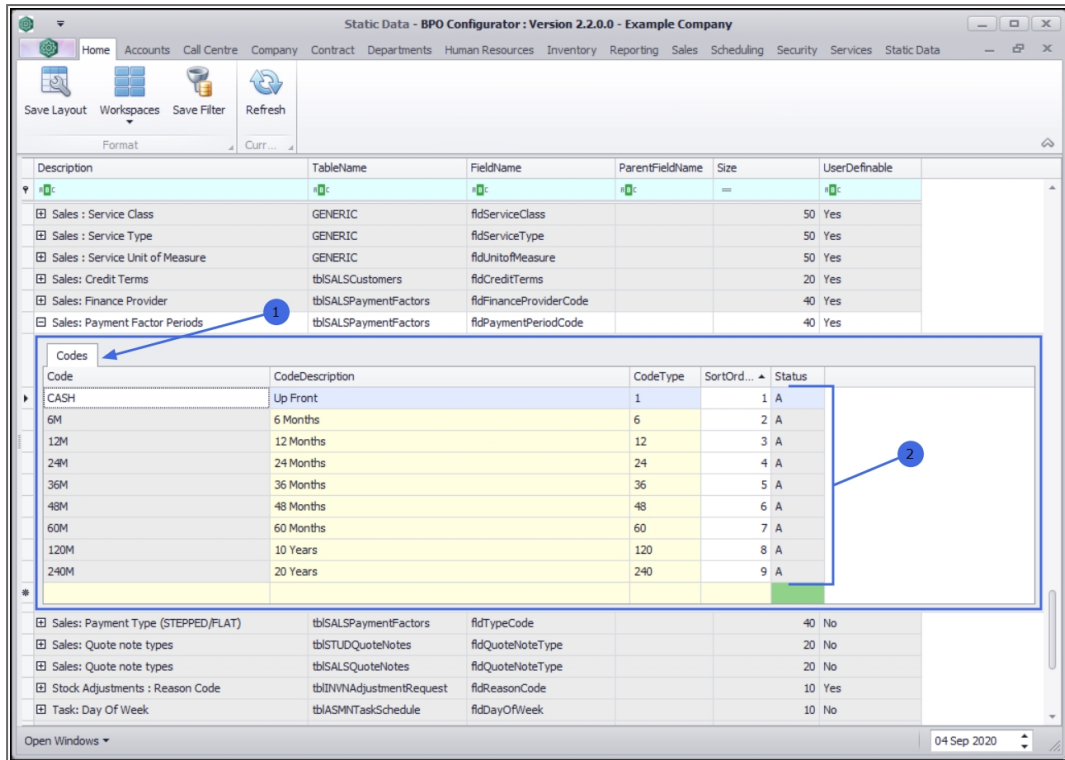 Static Data - BPO Configurator : Version 2.2.0.0 - Example Company
Home Accounts Call Centre Company Contract Departments Human Resources Inventory Reporting Sales Scheduling Security Services Static Data
Save Layout Workspaces Save Filter Refresh
Format Curr...
Description TableName FieldName ParentFieldName Size UserDefinable
Sales : Service Class GENERIC fldServiceClass 50 Yes
Sales : Service Type GENERIC fldServiceType 50 Yes
Sales : Service Unit of Measure GENERIC fldUnitofMeasure 50 Yes
Sales: Credit Terms tblSALSCustomers fldCreditTerms 20 Yes
Sales: Finance Provider tblSALSPaymentFactors fldFinanceProviderCode 40 Yes
Sales: Payment Factor Periods tblSALSPaymentFactors fldPaymentPeriodCode 40 Yes
1
Codes
Code CodeDescription CodeType SortOrd... Status
CASH Up Front 1 1 A
6M 6 Months 6 2 A
12M 12 Months 12 3 A
24M 24 Months 24 4 A
36M 36 Months 36 5 A
48M 48 Months 48 6 A
60M 60 Months 60 7 A
120M 10 Years 120 8 A
240M 20 Years 240 9 A
2
Sales: Payment Type (STEPPED/FLAT) tblSALSPaymentFactors fldTypeCode 40 No
Sales: Quote note types tblSTUDQuoteNotes fldQuoteNoteType 20 No
Sales: Quote note types tblSALSQuoteNotes fldQuoteNoteType 20 No
Stock Adjustments : Reason Code tblINVNAdjustmentRequest fldReasonCode 10 Yes
Task: Day Of Week tblASMNTaskSchedule fldDayOfWeek 10 No
Open Windows 04 Sep 2020